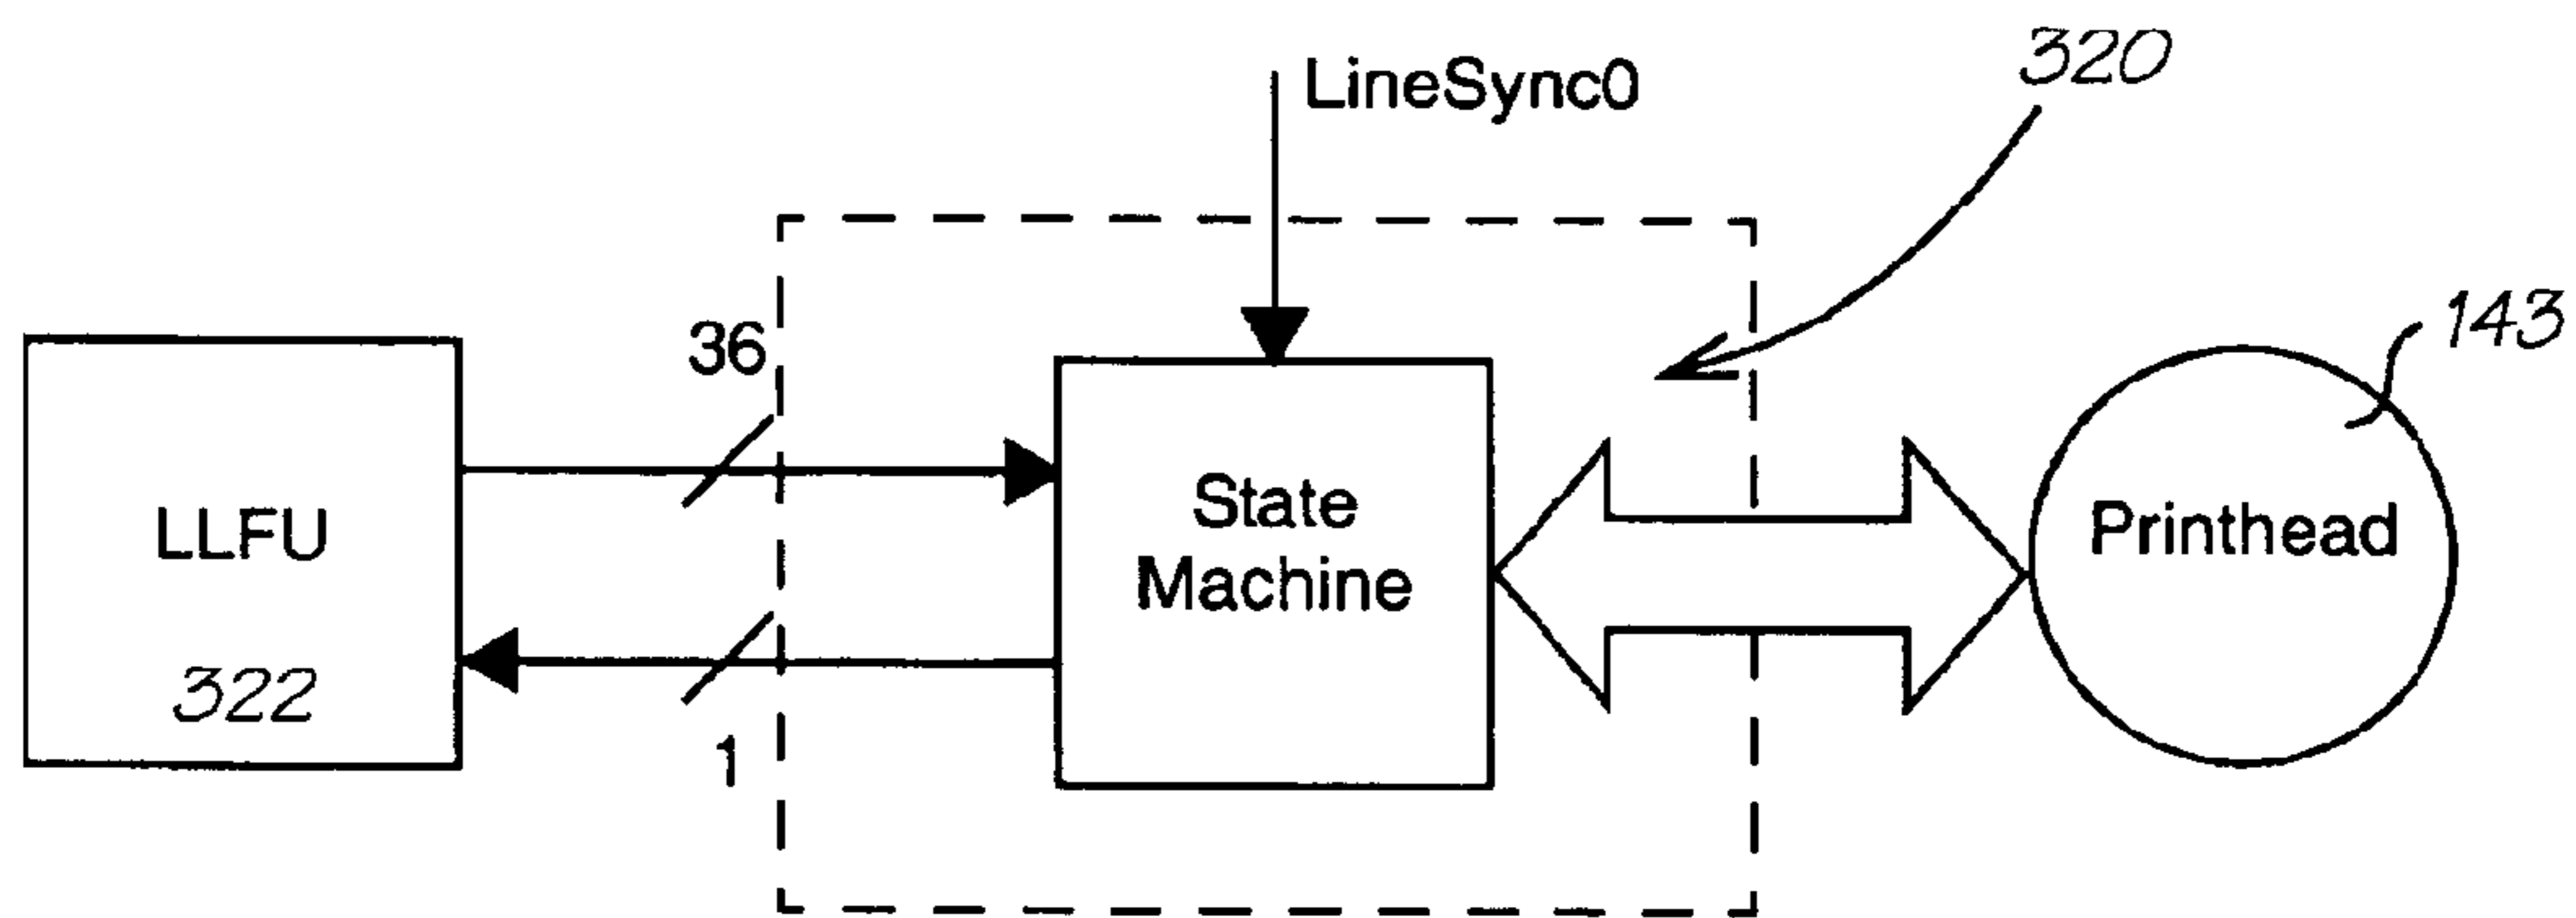 LineSync0
320
36
143
LLFU
322
State
Machine
Printhead
1